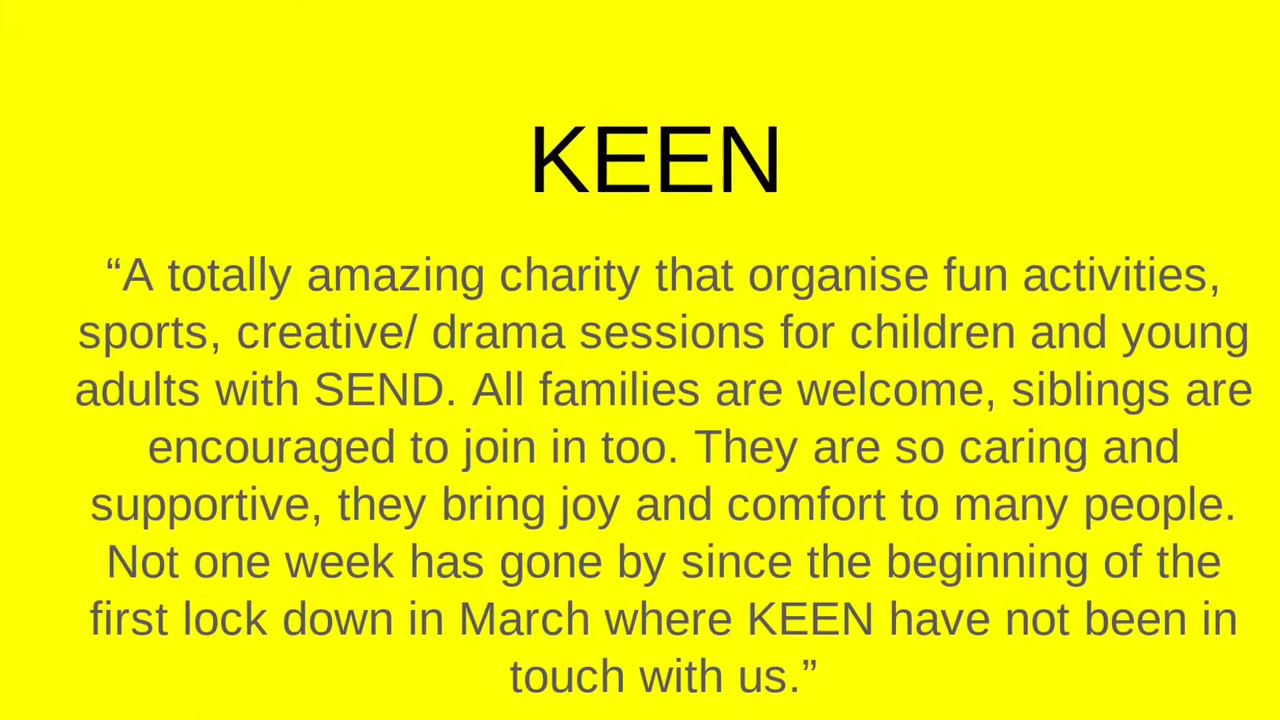 KEEN
“A totally amazing charity that organise fun activities,
sports, creative/ drama sessions for children and young
adults with SEND. All families are welcome, siblings are
encouraged to join in too. They are so caring and
supportive, they bring joy and comfort to many people.
Not one week has gone by since the beginning of the
first lock down in March where KEEN have not been in
touch with us.”